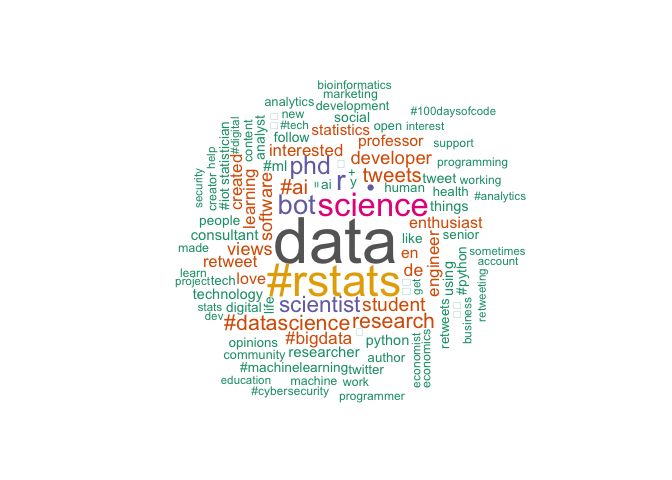 bioinformatics
marketing
analytics development
#100daysofcode
new social
#tech statistics open interest
follow professor support
interested developer programming
#ml phd r + tweets tweet working
#ai ai y • human health #analytics
bot science things
security
creator help
#iot statistician
created #digital
learning content
analyst
software
people
consultant
made views
retweet
data
like enthusiast
en engineer senior
de #python sometimes
account
learn
project tech love
#rstats get
using
retweets
business
retweeting
technology life scientist student
stats digital
dev #datascience research
#bigdata python
opinions
community researcher author
economist
economics
#machinelearning twitter
education machine work
#cybersecurity programmer